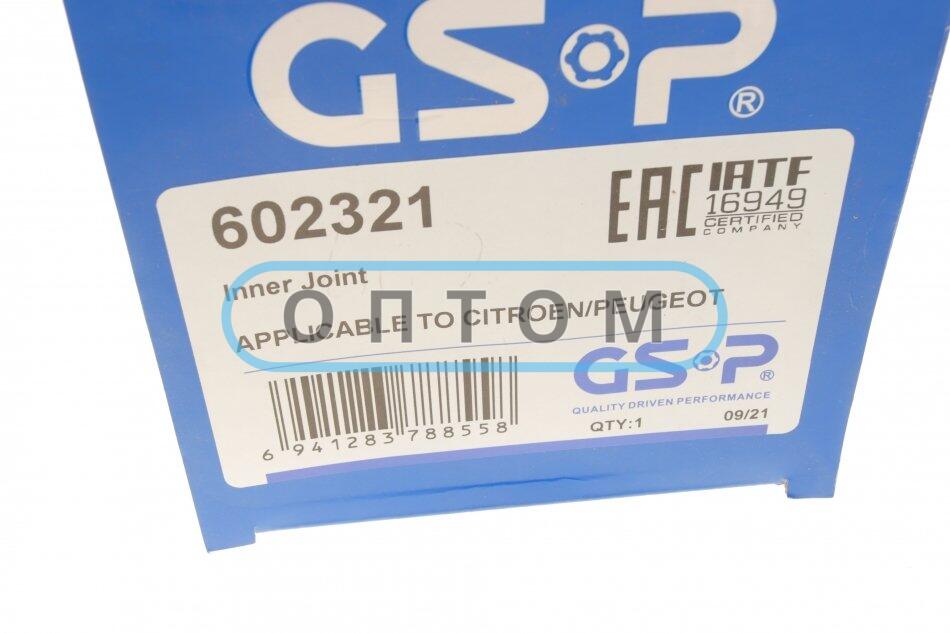 GSP®
602321
EAC IATF
16949
CERTIFIED
COMPANY
Inner Joint
ОПТОМ
APPLICABLE TO CITROEN/PEUGEOT
GSP®
QUALITY DRIVEN PERFORMANCE
QTY:1 09/21
6 941283 788558